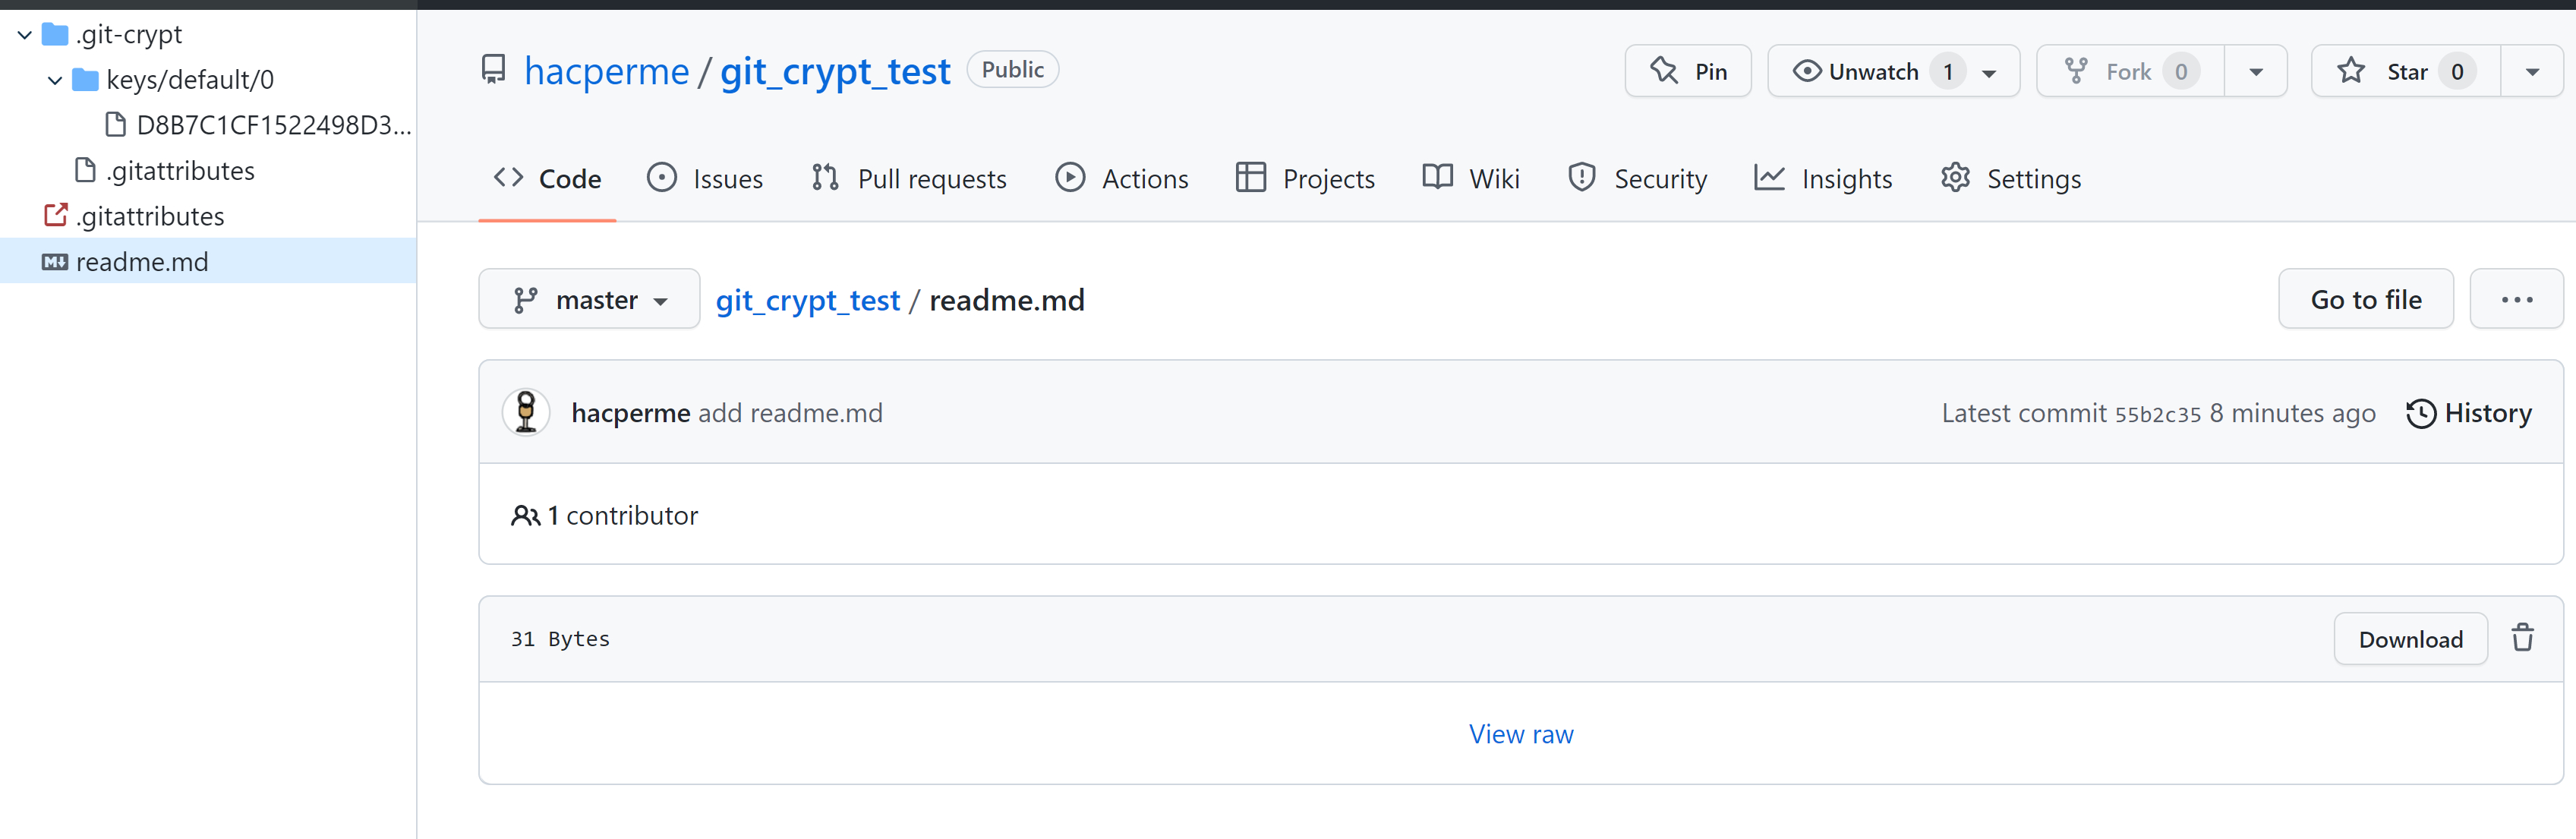 .git-crypt
keys/default/0
D8B7C1CF1522498D3...
.gitattributes
.gitattributes
readme.md
hacperme / git_crypt_test Public
Pin
Unwatch 1
Fork 0
Star 0
Code
Issues
Pull requests
Actions
Projects
Wiki
Security
Insights
Settings
master
git_crypt_test / readme.md
Go to file
...
hacperme add readme.md
Latest commit 55b2c35 8 minutes ago
History
1 contributor
31 Bytes
Download
View raw